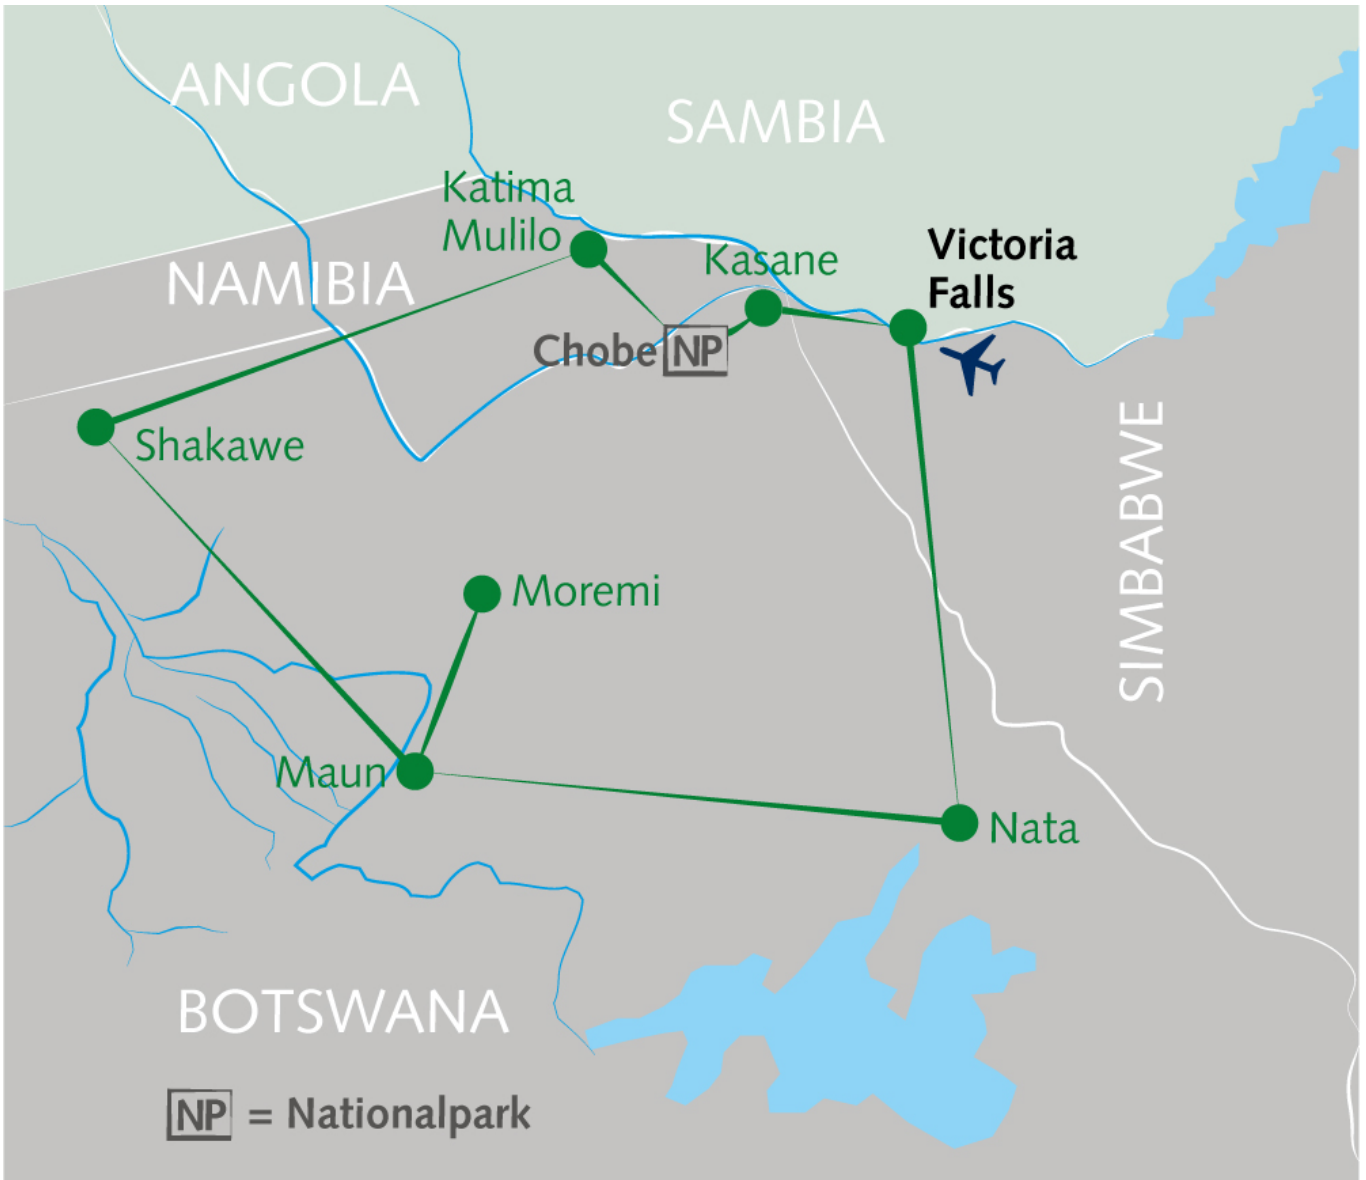 ANGOLA
SAMBIA
Katima
Mulilo
Victoria
Falls
Kasane
NAMIBIA
Chobe NP
Shakawe
SIMBABWE
Moremi
Maun
Nata
BOTSWANA
NP = Nationalpark